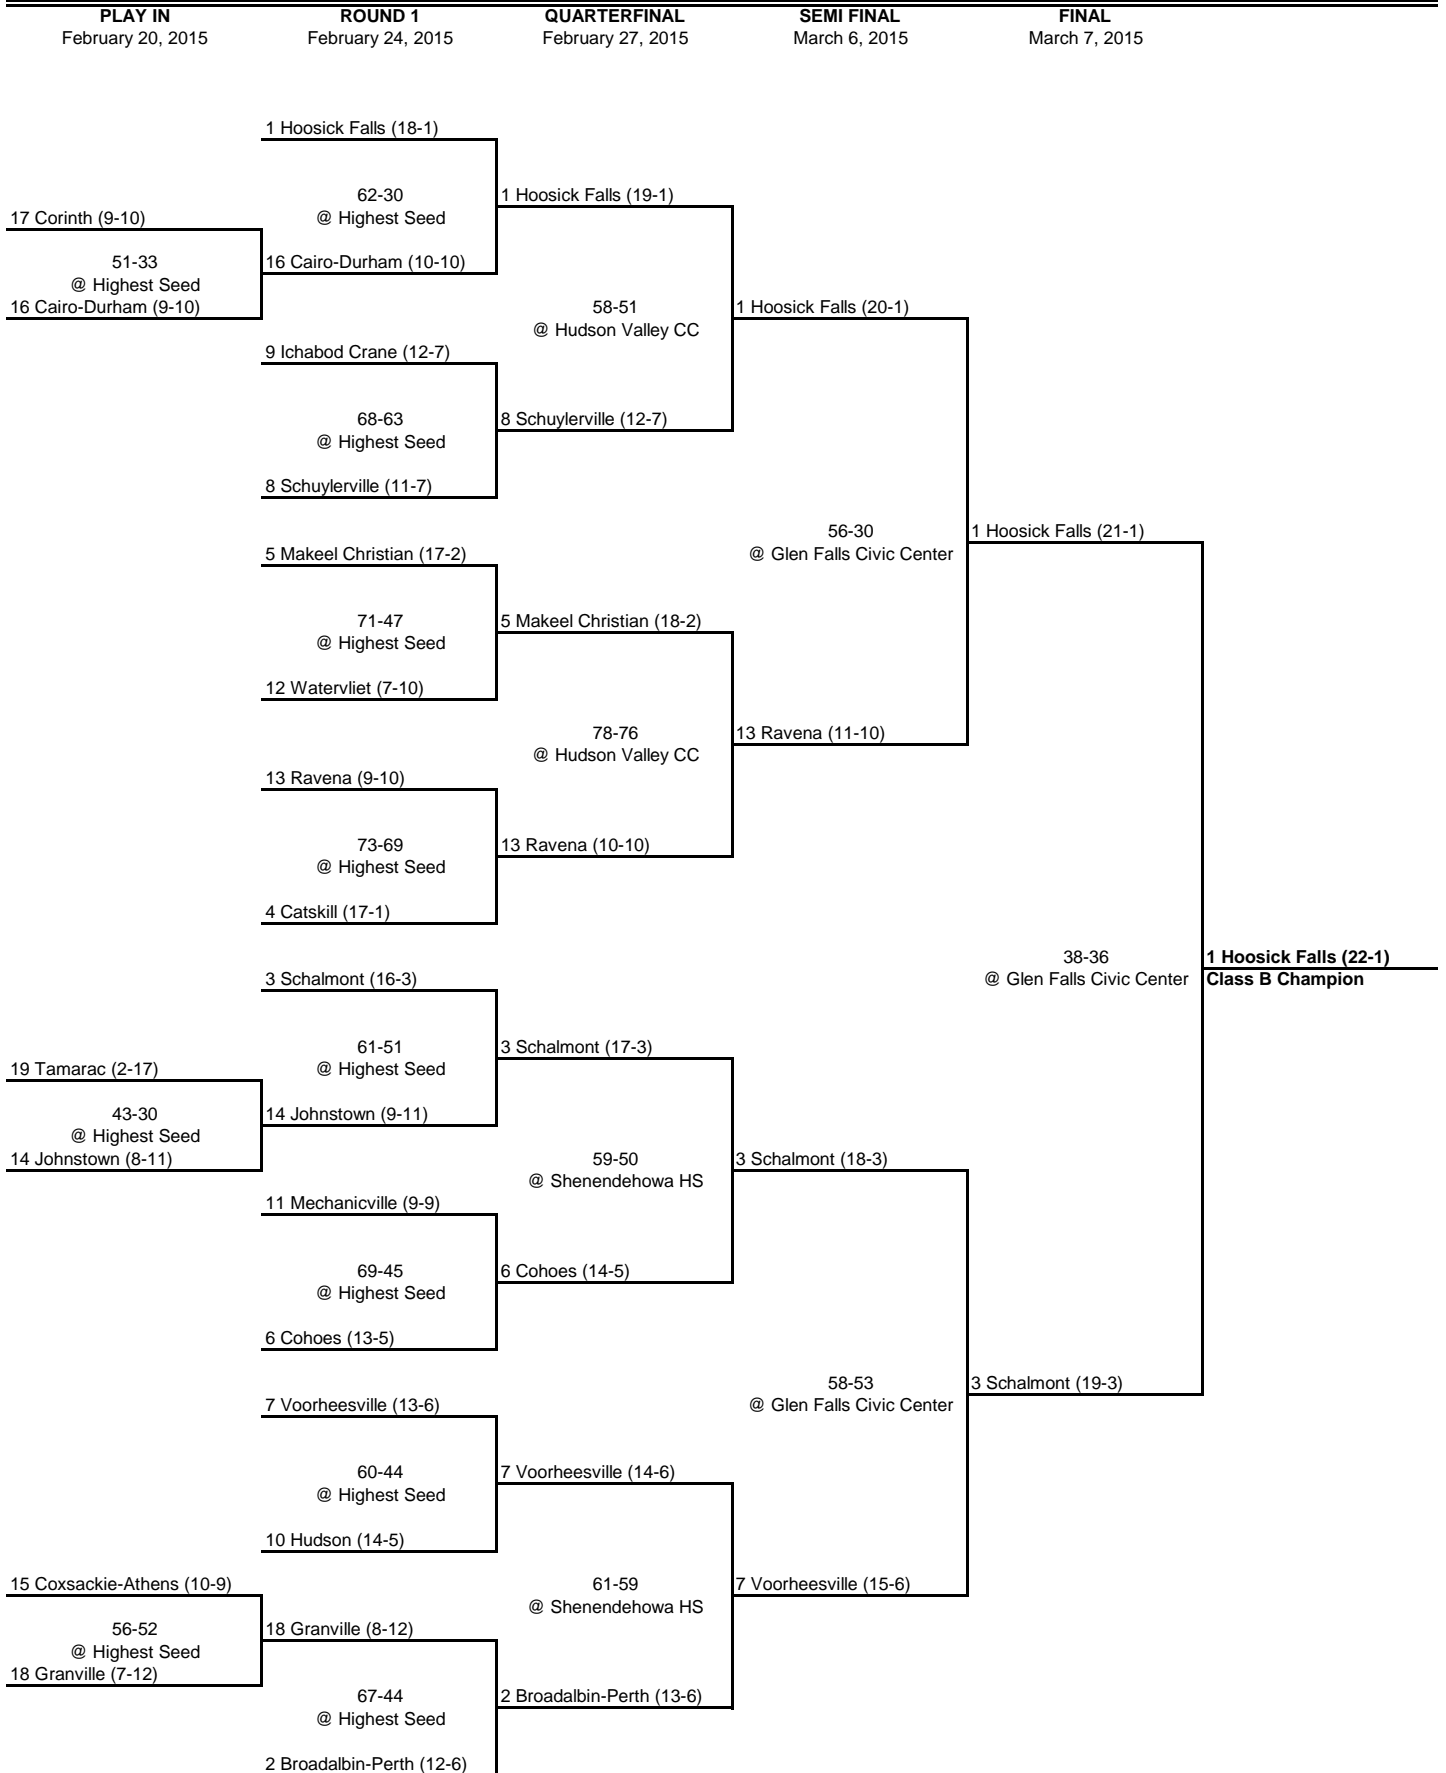 PLAY IN
February 20, 2015
ROUND 1
February 24, 2015
QUARTERFINAL
February 27, 2015
SEMI FINAL
March 6, 2015
FINAL
March 7, 2015
1 Hoosick Falls (18-1)
62-30
@ Highest Seed
1 Hoosick Falls (19-1)
17 Corinth (9-10)
51-33
@ Highest Seed
16 Cairo-Durham (10-10)
16 Cairo-Durham (9-10)
58-51
@ Hudson Valley CC
1 Hoosick Falls (20-1)
9 Ichabod Crane (12-7)
68-63
@ Highest Seed
8 Schuylerville (12-7)
8 Schuylerville (11-7)
56-30
@ Glen Falls Civic Center
1 Hoosick Falls (21-1)
5 Makeel Christian (17-2)
71-47
@ Highest Seed
5 Makeel Christian (18-2)
12 Watervliet (7-10)
78-76
@ Hudson Valley CC
13 Ravena (11-10)
13 Ravena (9-10)
73-69
@ Highest Seed
13 Ravena (10-10)
4 Catskill (17-1)
38-36
@ Glen Falls Civic Center
1 Hoosick Falls (22-1)
Class B Champion
3 Schalmont (16-3)
61-51
@ Highest Seed
3 Schalmont (17-3)
19 Tamarac (2-17)
43-30
@ Highest Seed
14 Johnstown (9-11)
14 Johnstown (8-11)
59-50
@ Shenendehowa HS
3 Schalmont (18-3)
11 Mechanicville (9-9)
69-45
@ Highest Seed
6 Cohoes (14-5)
6 Cohoes (13-5)
58-53
@ Glen Falls Civic Center
3 Schalmont (19-3)
7 Voorheesville (13-6)
60-44
@ Highest Seed
7 Voorheesville (14-6)
10 Hudson (14-5)
15 Coxsackie-Athens (10-9)
61-59
@ Shenendehowa HS
7 Voorheesville (15-6)
56-52
@ Highest Seed
18 Granville (8-12)
18 Granville (7-12)
67-44
@ Highest Seed
2 Broadalbin-Perth (13-6)
2 Broadalbin-Perth (12-6)